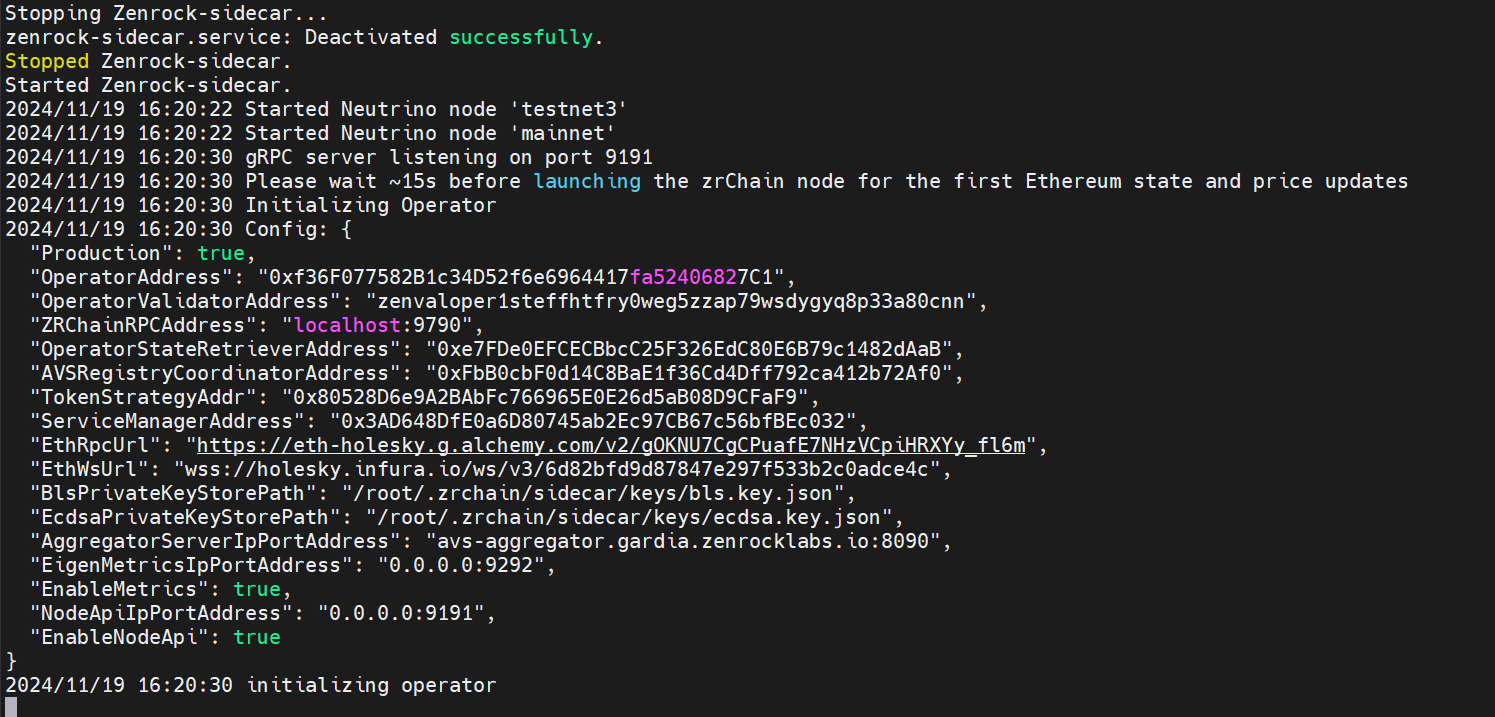 Stopping Zenrock-sidecar...
zenrock-sidecar.service: Deactivated successfully.
Stopped Zenrock-sidecar.
Started Zenrock-sidecar.
2024/11/19 16:20:22 Started Neutrino node 'testnet3'
2024/11/19 16:20:22 Started Neutrino node 'mainnet'
2024/11/19 16:20:30 gRPC server listening on port 9191
2024/11/19 16:20:30 Please wait ~15s before launching the zrChain node for the first Ethereum state and price updates
2024/11/19 16:20:30 Initializing Operator
2024/11/19 16:20:30 Config: {
  "Production": true,
  "OperatorAddress": "0xf36F077582B1c34D52f6e6964417fa524068277C1",
  "OperatorValidatorAddress": "zenvaloper1steffhtfry0weg5zzap79wsdygyq8p33a80cnn",
  "ZRChainRPCAddress": "localhost:9790",
  "OperatorStateRetrieverAddress": "0xe7FDe0EFCECBbcC25F326EdC80E6B79c1482dAaB",
  "AVSRegistryCoordinatorAddress": "0xFbB0cbF0d14C8BaE1f36Cd4Dff792ca412b72Af0",
  "TokenStrategyAddr": "0x80528D6e9A2BAbFc766965E0E26d5aB08D9CFaF9",
  "ServiceManagerAddress": "0x3AD648DfE0a6D80745ab2Ec97CB67c56bfBEc032",
  "EthRpcUrl": "https://eth-holesky.g.alchemy.com/v2/gOKNU7CgCPuafE7NHzVCpiHRXYy_fl6m",
  "EthWsUrl": "wss://holesky.infura.io/ws/v3/6d82bfd9d87847e297f533b2c0adce4c",
  "BlsPrivateKeyStorePath": "/root/.zrchain/sidecar/keys/bls.key.json",
  "EcdsaPrivateKeyStorePath": "/root/.zrchain/sidecar/keys/ecdsa.key.json",
  "AggregatorServerIpPortAddress": "avs-aggregator.gardia.zenrocklabs.io:8090",
  "EigenMetricsIpPortAddress": "0.0.0.0:9292",
  "EnableMetrics": true,
  "NodeApiIpPortAddress": "0.0.0.0:9191",
  "EnableNodeApi": true
}
2024/11/19 16:20:30 initializing operator